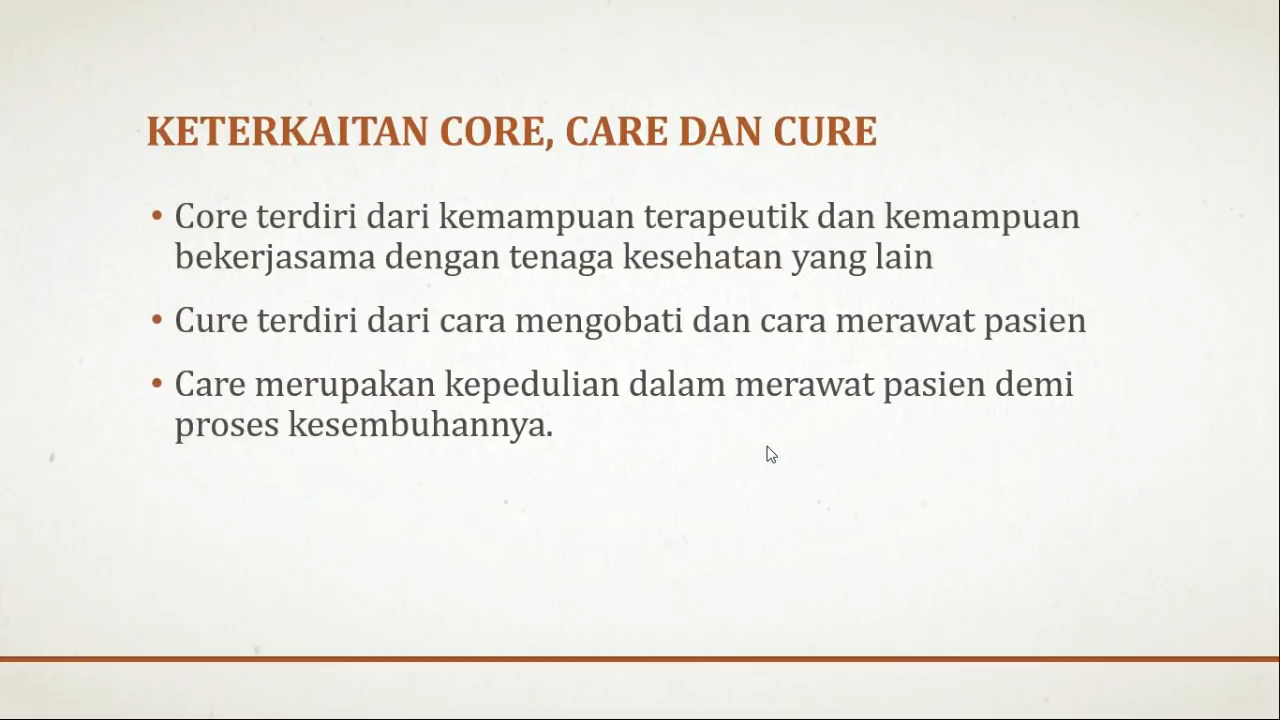 KETERKAITAN CORE, CARE DAN CURE
• Core terdiri dari kemampuan terapeutik dan kemampuan
bekerjasama dengan tenaga kesehatan yang lain
• Cure terdiri dari cara mengobati dan cara merawat pasien
• Care merupakan kepedulian dalam merawat pasien demi
proses kesembuhannya.